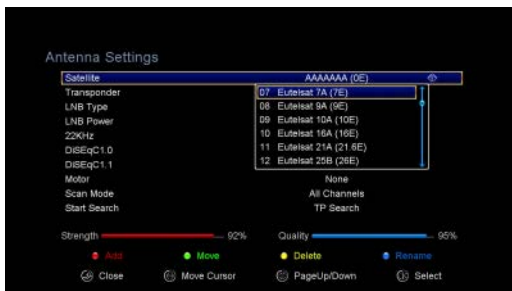 Antenna Settings
Satellite AAAAAAA (0E)
Transponder 07 Eutelsat 7A (7E)
LNB Type 08 Eutelsat 9A (9E)
LNB Power 09 Eutelsat 10A (10E)
22KHz 10 Eutelsat 16A (16E)
DiSEqC1.0 11 Eutelsat 21A (21.6E)
DiSEqC1.1 12 Eutelsat 25B (26E)
Motor None
Scan Mode All Channels
Start Search TP Search
Strength 92% Quality 95%
Add Move Delete Rename
Close Move Cursor PageUp/Down Select